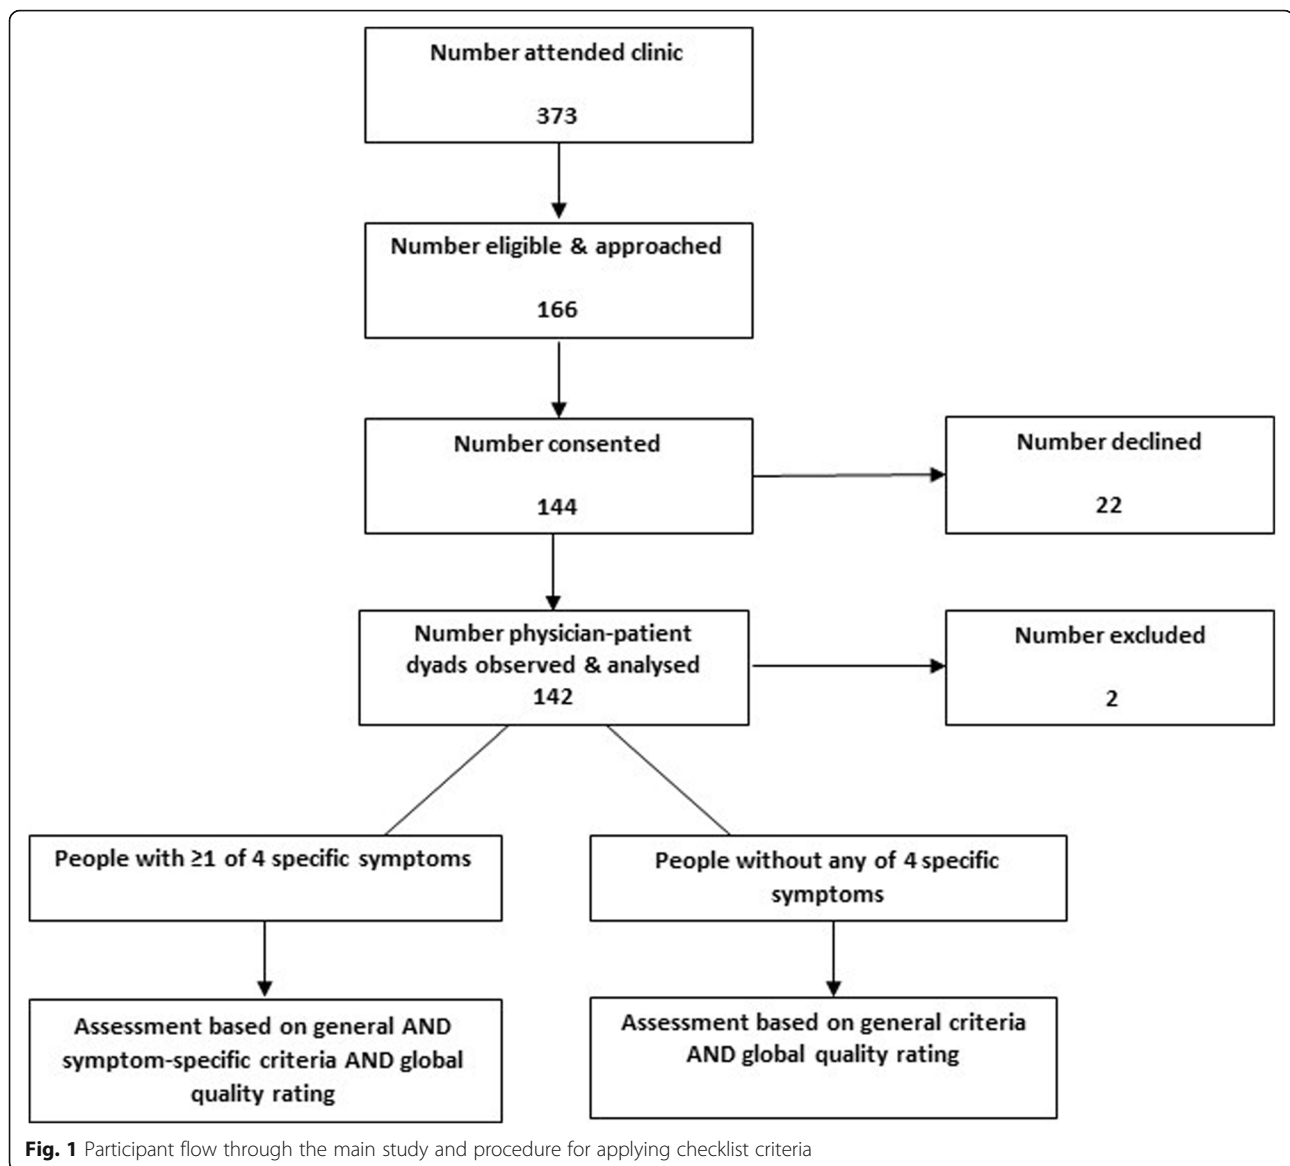 Number attended clinic
373
Number eligible & approached
166
Number consented
144
Number declined
22
Number physician-patient
dyads observed & analysed
142
Number excluded
2
People with ≥1 of 4 specific symptoms
People without any of 4 specific
symptoms
Assessment based on general AND
symptom-specific criteria AND global
quality rating
Assessment based on general criteria
AND global quality rating
Fig. 1 Participant flow through the main study and procedure for applying checklist criteria